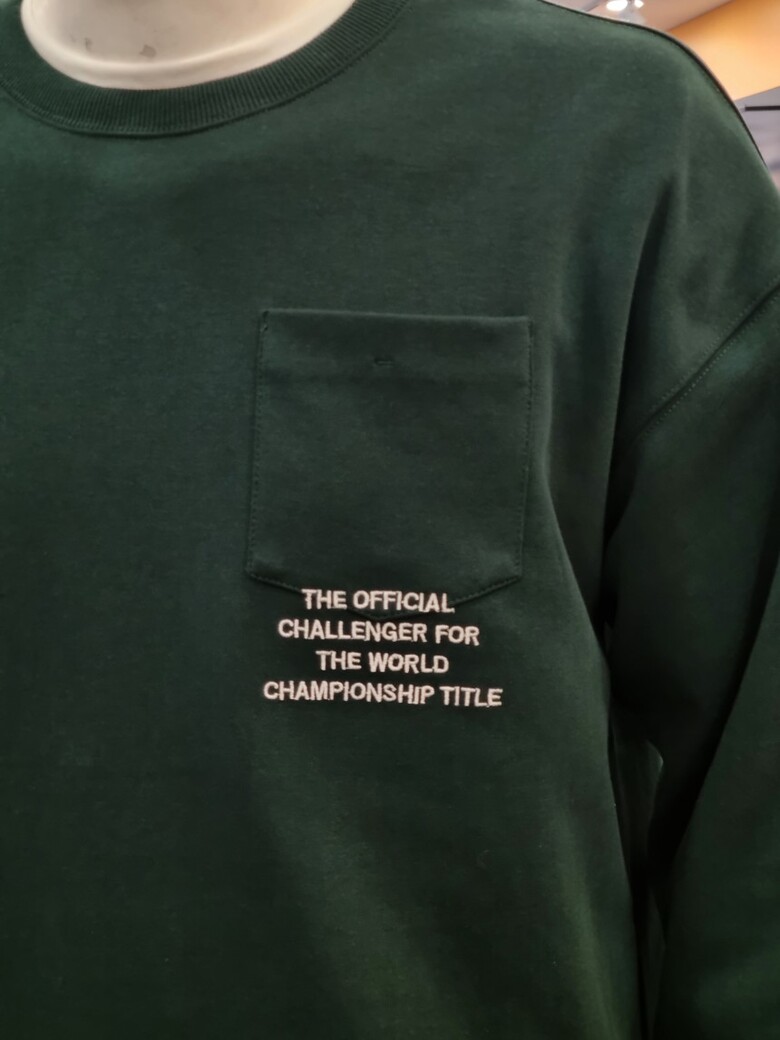 THE OFFICIAL
CHALLENGER FOR
THE WORLD
CHAMPIONSHIP TITLE